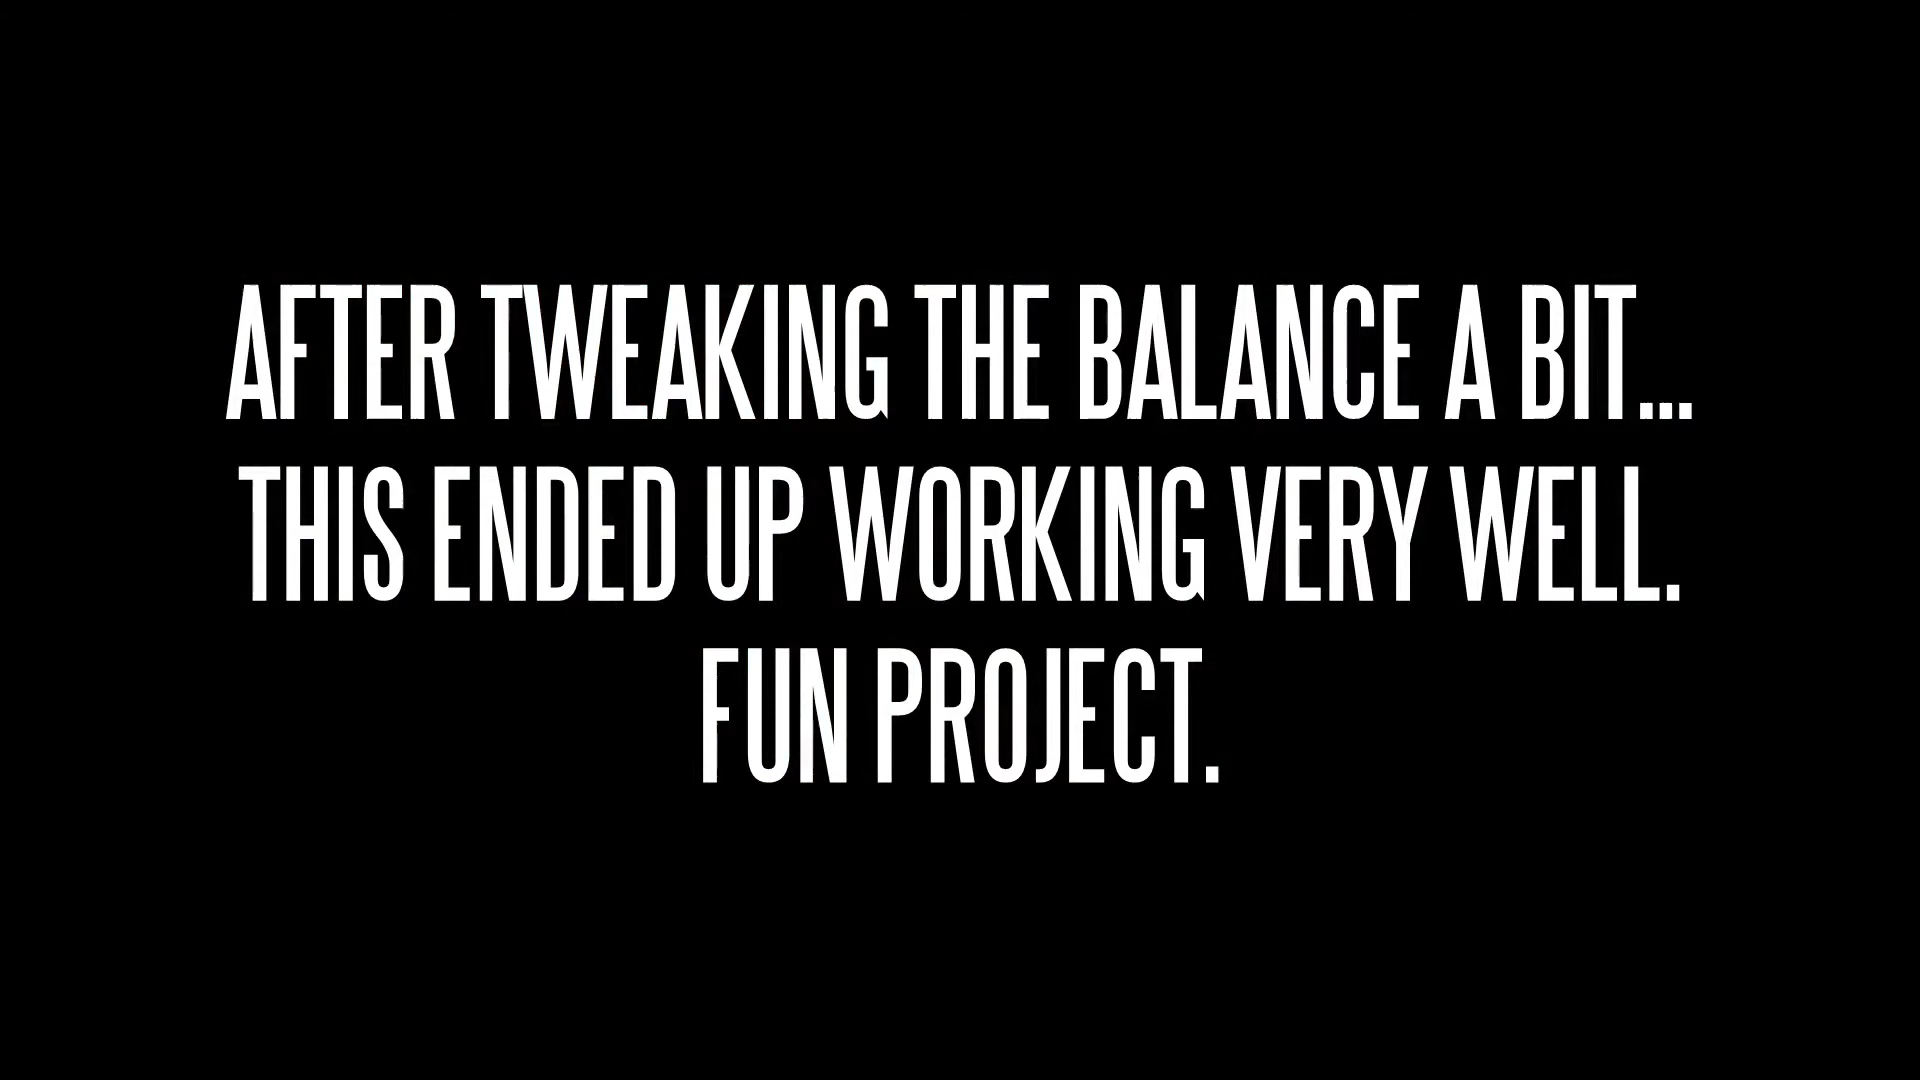 AFTER TWEAKING THE BALANCE A BIT...
THIS ENDED UP WORKING VERY WELL.
FUN PROJECT.